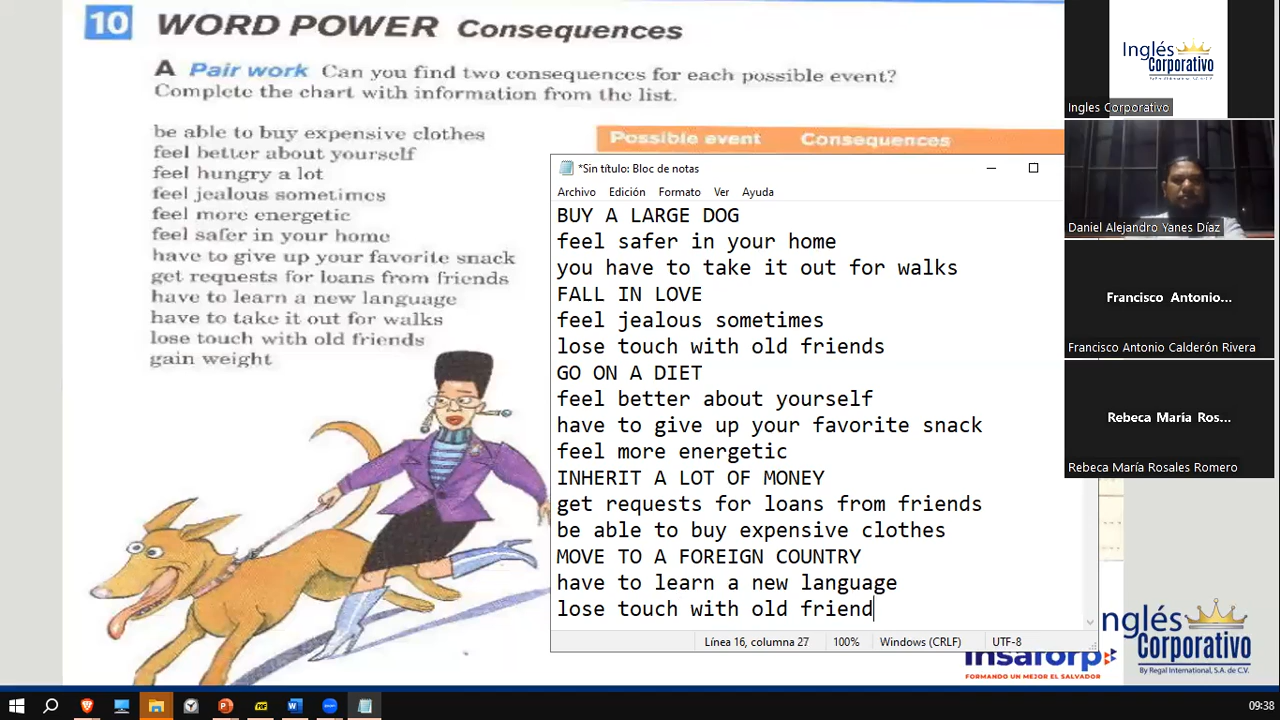 10 WORD POWER Consequences
A Pair work Can you find two consequences for each possible event?
Complete the chart with information from the list.
be able to buy expensive clothes
feel better about yourself
feel hungry a lot
feel jealous sometimes
feel more energetic
feel safer in your home
have to give up your favorite snack
get requests for loans from friends
have to learn a new language
have to take it out for walks
lose touch with old friends
gain weight
Possible event Consequences
*Sin título: Bloc de notas
Archivo Edición Formato Ver Ayuda
BUY A LARGE DOG
feel safer in your home
you have to take it out for walks
FALL IN LOVE
feel jealous sometimes
lose touch with old friends
GO ON A DIET
feel better about yourself
have to give up your favorite snack
feel more energetic
INHERIT A LOT OF MONEY
get requests for loans from friends
be able to buy expensive clothes
MOVE TO A FOREIGN COUNTRY
have to learn a new language
lose touch with old friend
Línea 16, columna 27 100% Windows (CRLF) UTF-8
Inglés
Corporativo
Ingles Corporativo
Daniel Alejandro Yanes Díaz
Francisco Antonio...
Francisco Antonio Calderón Rivera
Rebeca María Ros...
Rebeca María Rosales Romero
nglés
Corporativo
By Regal International, S.A. de C.V.
Insaforp
FORMANDO UN MEJOR EL SALVADOR
09:38